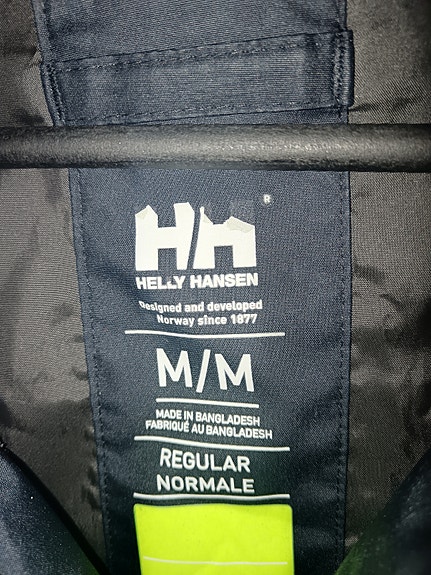 HH
®
HELLY HANSEN
Designed and developed
Norway since 1877
M/M
MADE IN BANGLADESH
FABRIQUÉ AU BANGLADESH
REGULAR
NORMALE